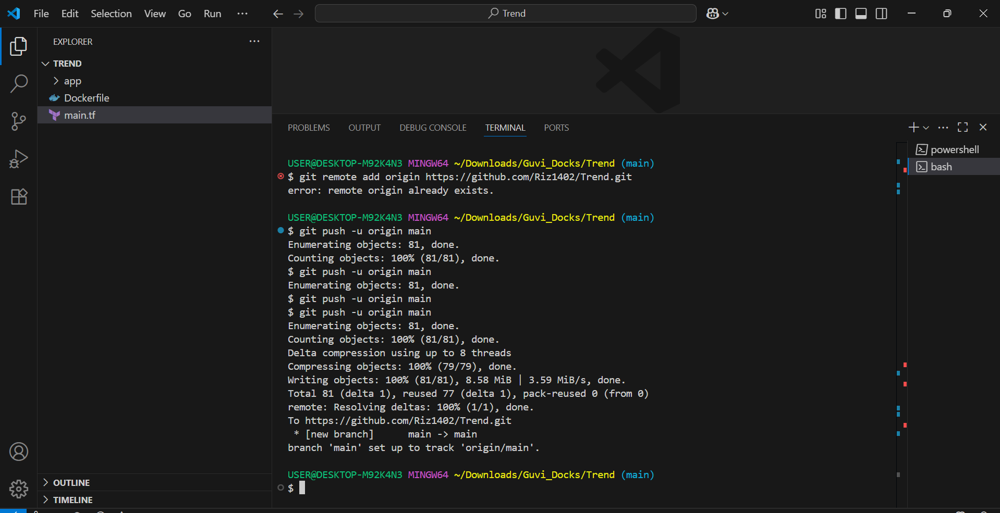 File Edit Selection View Go Run ··· Trend
EXPLORER
TREND
app
Dockerfile
main.tf
OUTLINE
TIMELINE
PROBLEMS OUTPUT DEBUG CONSOLE TERMINAL PORTS
USER@DESKTOP-M92K4N3 MINGW64 ~/Downloads/Guvi_Docks/Trend (main)
$ git remote add origin https://github.com/Riz1402/Trend.git
error: remote origin already exists.
USER@DESKTOP-M92K4N3 MINGW64 ~/Downloads/Guvi_Docks/Trend (main)
$ git push -u origin main
Enumerating objects: 81, done.
Counting objects: 100% (81/81), done.
$ git push -u origin main
Enumerating objects: 81, done.
$ git push -u origin main
$ git push -u origin main
Enumerating objects: 81, done.
Counting objects: 100% (81/81), done.
Delta compression using up to 8 threads
Compressing objects: 100% (79/79), done.
Writing objects: 100% (81/81), 8.58 MiB | 3.59 MiB/s, done.
Total 81 (delta 1), reused 77 (delta 1), pack-reused 0 (from 0)
remote: Resolving deltas: 100% (1/1), done.
To https://github.com/Riz1402/Trend.git
 * [new branch]      main -> main
branch 'main' set up to track 'origin/main'.
USER@DESKTOP-M92K4N3 MINGW64 ~/Downloads/Guvi_Docks/Trend (main)
$
powershell
bash